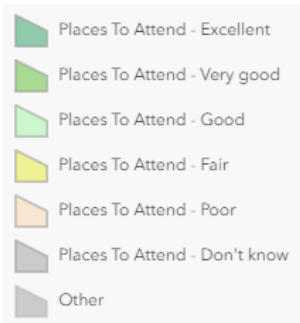 Places To Attend - Excellent
Places To Attend - Very good
Places To Attend - Good
Places To Attend - Fair
Places To Attend - Poor
Places To Attend - Don't know
Other